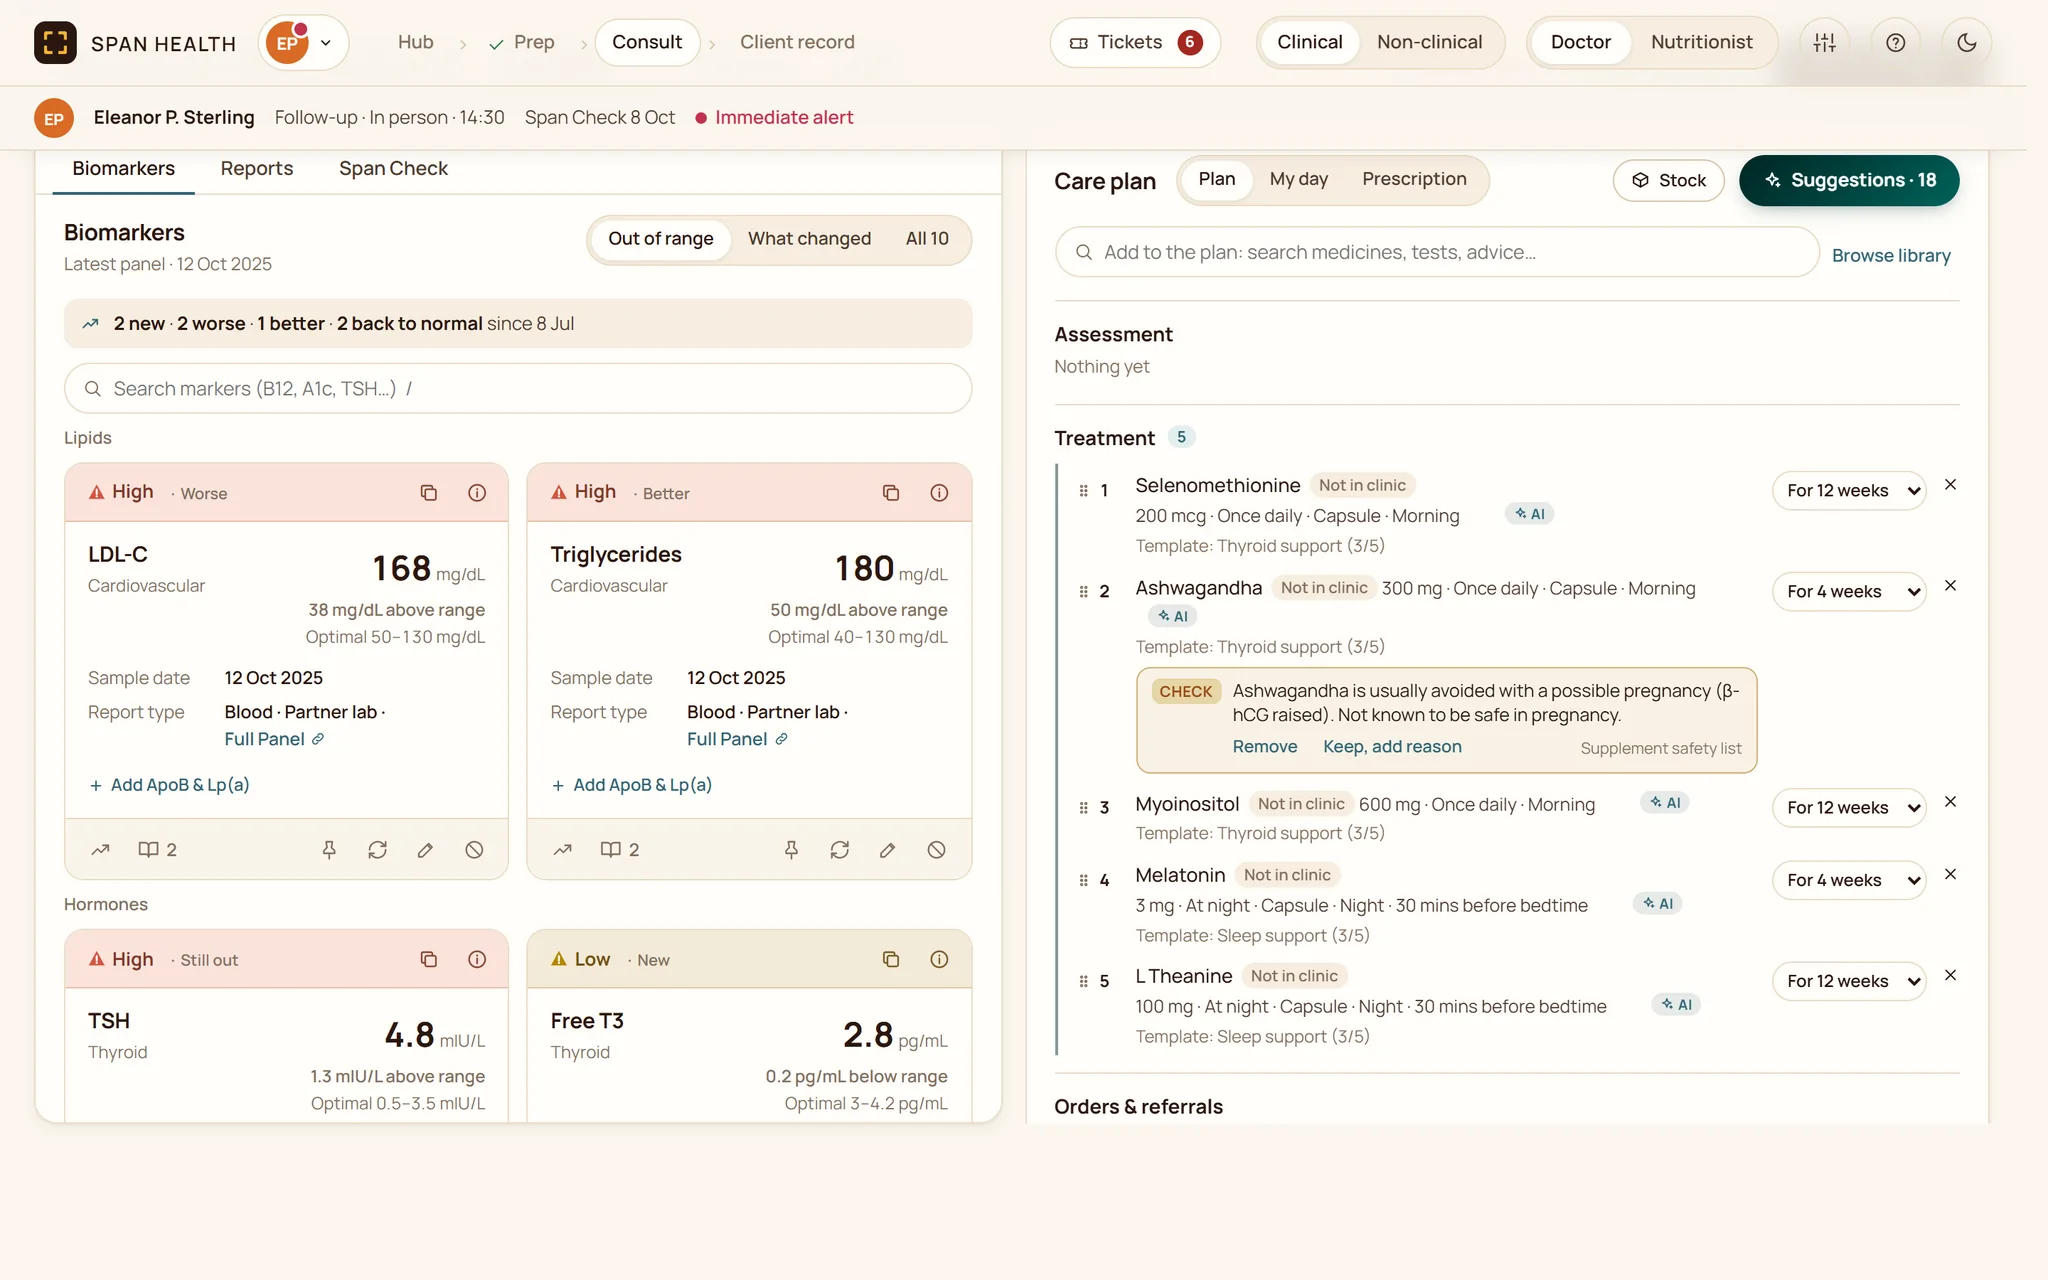 SPAN HEALTH
EP
Hub
Prep
Consult
Client record
Tickets 6
Clinical
Non-clinical
Doctor
Nutritionist
EP
Eleanor P. Sterling
Follow-up · In person · 14:30
Span Check 8 Oct
Immediate alert
Biomarkers
Reports
Span Check
Biomarkers
Latest panel · 12 Oct 2025
Out of range
What changed
All 10
2 new · 2 worse · 1 better · 2 back to normal since 8 Jul
Search markers (B12, A1c, TSH…) /
Lipids
High · Worse
LDL-C
Cardiovascular
168 mg/dL
38 mg/dL above range
Optimal 50–130 mg/dL
Sample date 12 Oct 2025
Report type Blood · Partner lab ·
Full Panel
+ Add ApoB & Lp(a)
2
High · Better
Triglycerides
Cardiovascular
180 mg/dL
50 mg/dL above range
Optimal 40–130 mg/dL
Sample date 12 Oct 2025
Report type Blood · Partner lab ·
Full Panel
+ Add ApoB & Lp(a)
2
Hormones
High · Still out
TSH
Thyroid
4.8 mIU/L
1.3 mIU/L above range
Optimal 0.5–3.5 mIU/L
Low · New
Free T3
Thyroid
2.8 pg/mL
0.2 pg/mL below range
Optimal 3–4.2 pg/mL
Care plan
Plan
My day
Prescription
Stock
Suggestions · 18
Add to the plan: search medicines, tests, advice…
Browse library
Assessment
Nothing yet
Treatment 5
1 Selenomethionine Not in clinic
200 mcg · Once daily · Capsule · Morning AI
Template: Thyroid support (3/5)
For 12 weeks
2 Ashwagandha Not in clinic 300 mg · Once daily · Capsule · Morning
AI
Template: Thyroid support (3/5)
For 4 weeks
CHECK Ashwagandha is usually avoided with a possible pregnancy (β-
hCG raised). Not known to be safe in pregnancy.
Remove Keep, add reason Supplement safety list
3 Myoinositol Not in clinic 600 mg · Once daily · Morning AI
Template: Thyroid support (3/5)
For 12 weeks
4 Melatonin Not in clinic
3 mg · At night · Capsule · Night · 30 mins before bedtime AI
Template: Sleep support (3/5)
For 4 weeks
5 L Theanine Not in clinic
100 mg · At night · Capsule · Night · 30 mins before bedtime AI
Template: Sleep support (3/5)
For 12 weeks
Orders & referrals